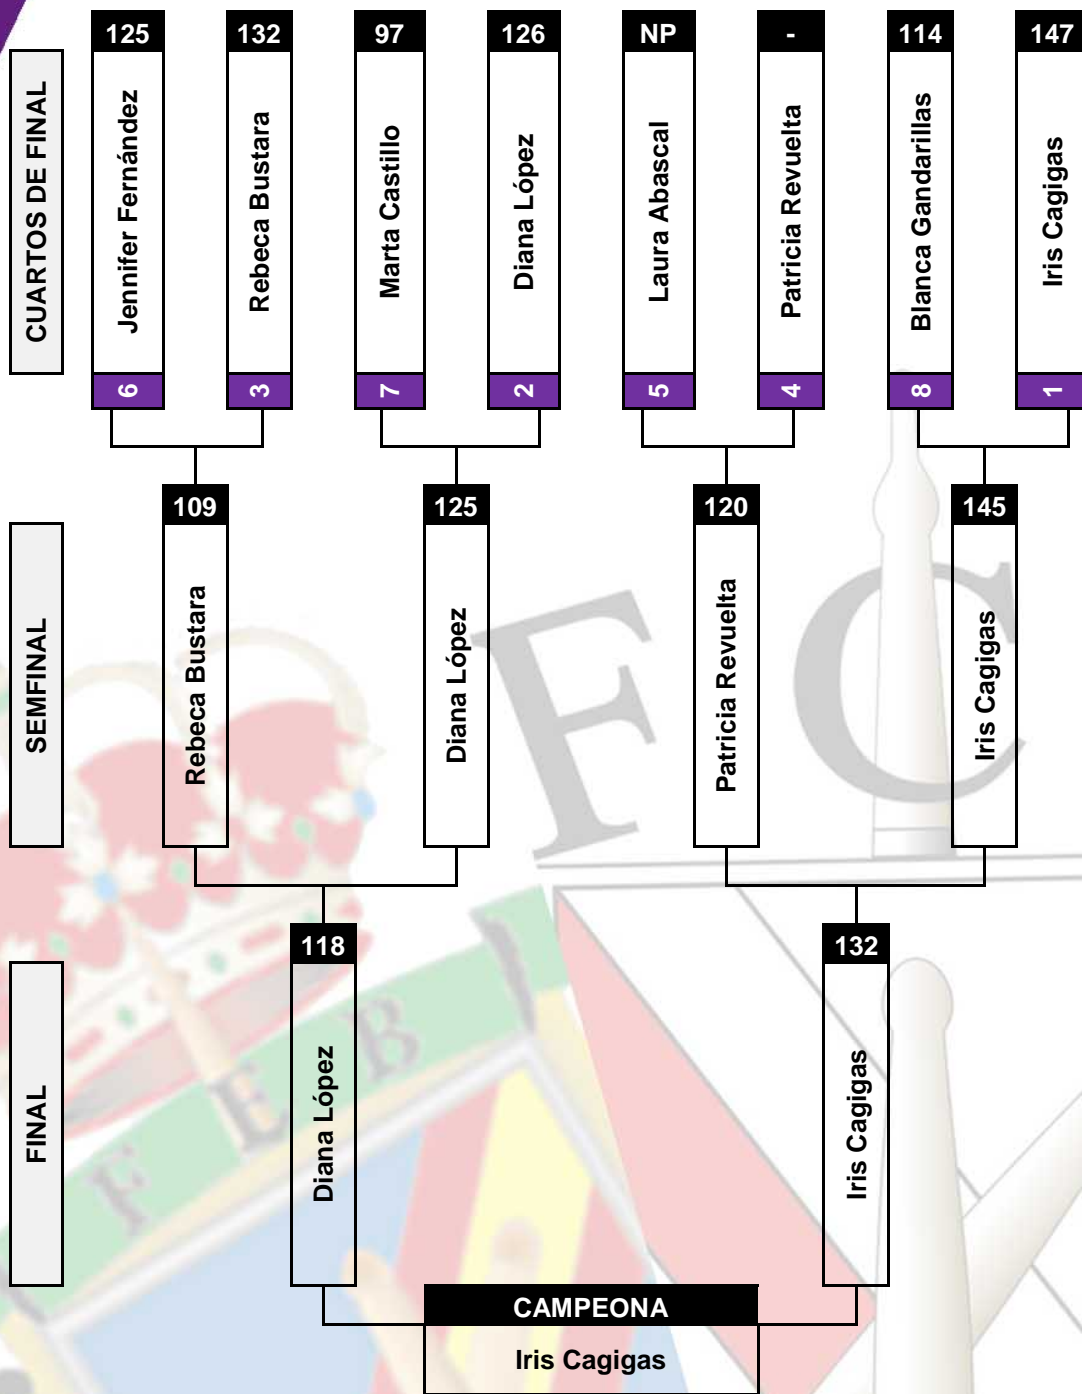 125 132 97 126 NP - 114 147
CUARTOS DE FINAL
Jennifer Fernández
Rebeca Bustara
Marta Castillo
Diana López
Laura Abascal
Patricia Revuelta
Blanca Gandarillas
Iris Cagigas
6 3 7 2 5 4 8 1
109 125 120 145
SEMFINAL
Rebeca Bustara
Diana López
Patricia Revuelta
Iris Cagigas
F C
118 132
FINAL
Diana López
Iris Cagigas
F E B
CAMPEONA
Iris Cagigas